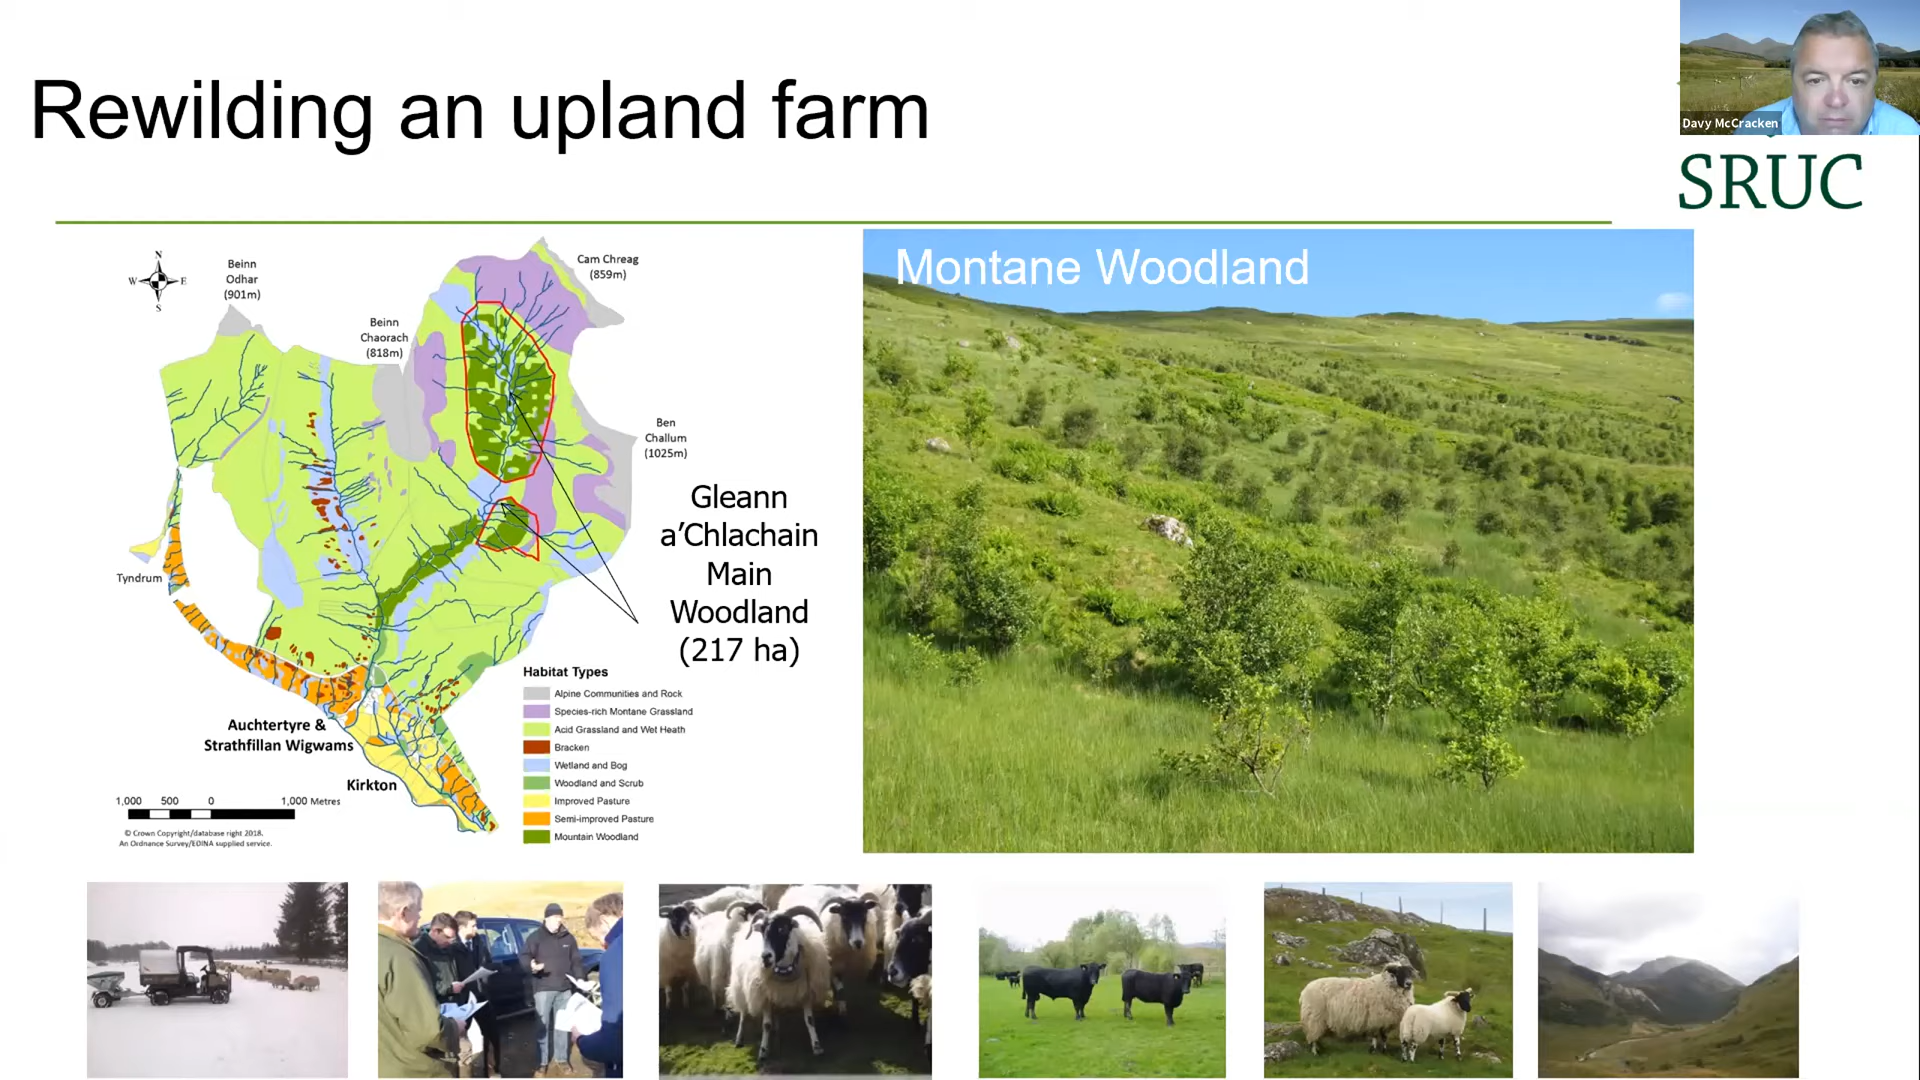 Rewilding an upland farm
Davy McCracken
SRUC
N
W
E
S
Beinn
Odhar
(901m)
Beinn
Chaorach
(818m)
Cam Chreag
(859m)
Ben
Challum
(1025m)
Tyndrum
Gleann
a’Chlachain
Main
Woodland
(217 ha)
Auchtertyre &
Strathfillan Wigwams
Kirkton
1,000 500 0 1,000 Metres
© Crown Copyright/database right 2018.
An Ordnance Survey/EDINA supplied service.
Habitat Types
Alpine Communities and Rock
Species-rich Montane Grassland
Acid Grassland and Wet Heath
Bracken
Wetland and Bog
Woodland and Scrub
Improved Pasture
Semi-improved Pasture
Mountain Woodland
Montane Woodland